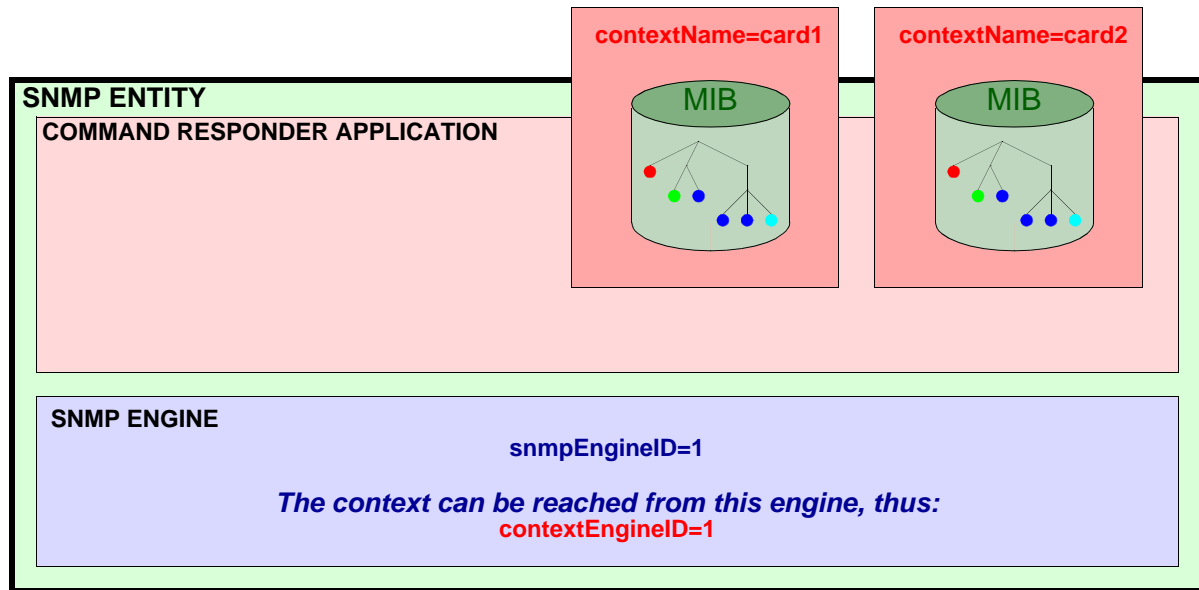 contextName=card1
contextName=card2
MIB
MIB
SNMP ENTITY
COMMAND RESPONDER APPLICATION
SNMP ENGINE
snmpEngineID=1
The context can be reached from this engine, thus:
contextEngineID=1